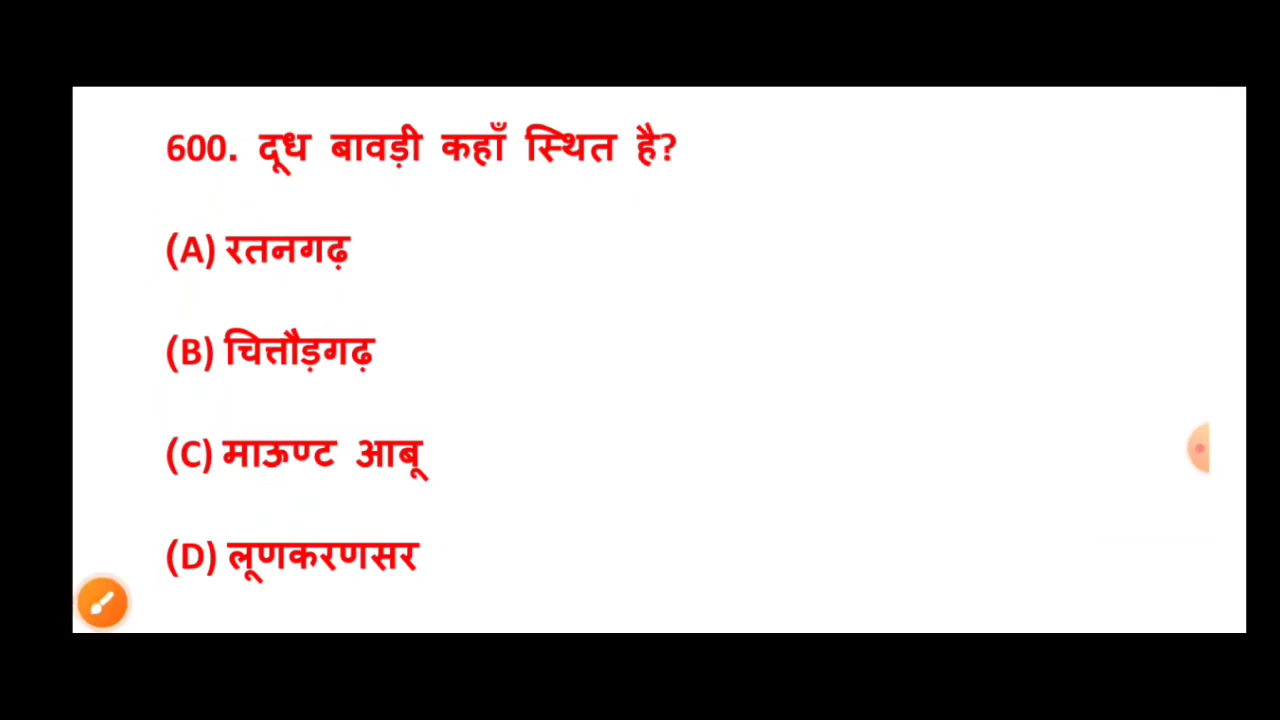 600. दूध बावड़ी कहाँ स्थित है?
(A) रतनगढ़
(B) चित्तौड़गढ़
(C) माऊण्ट आबू
(D) लूणकरणसर